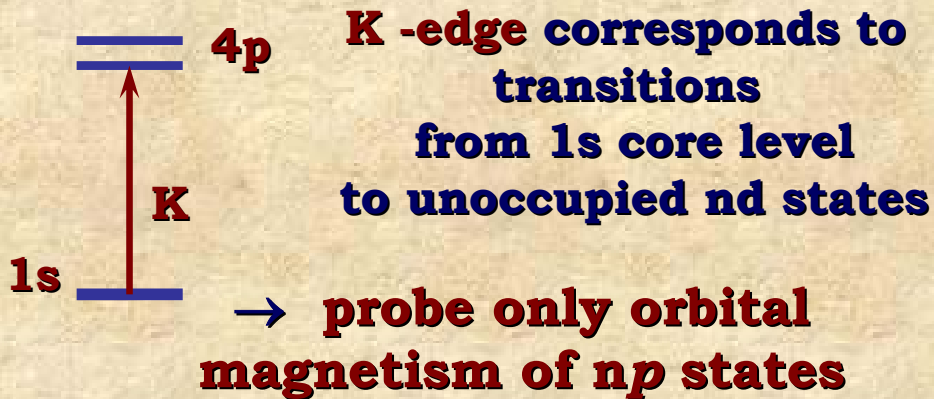 4p
K -edge corresponds to
transitions
from 1s core level
to unoccupied nd states
K
1s
→ probe only orbital
magnetism of np states